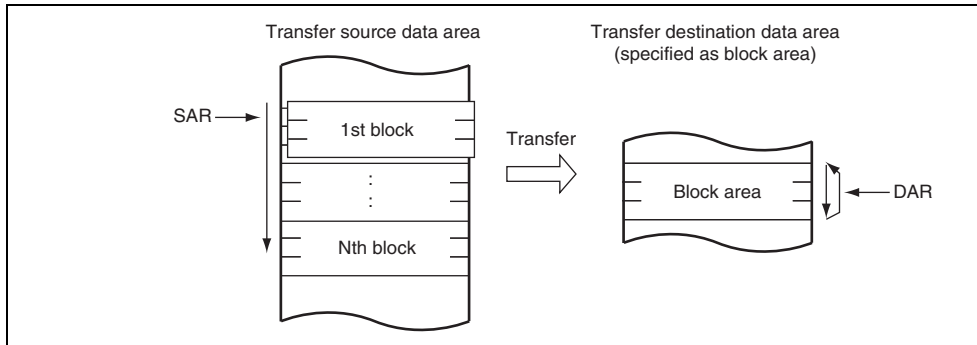 Transfer source data area
Transfer destination data area
(specified as block area)
SAR
1st block
Transfer
Block area
DAR
:
Nth block